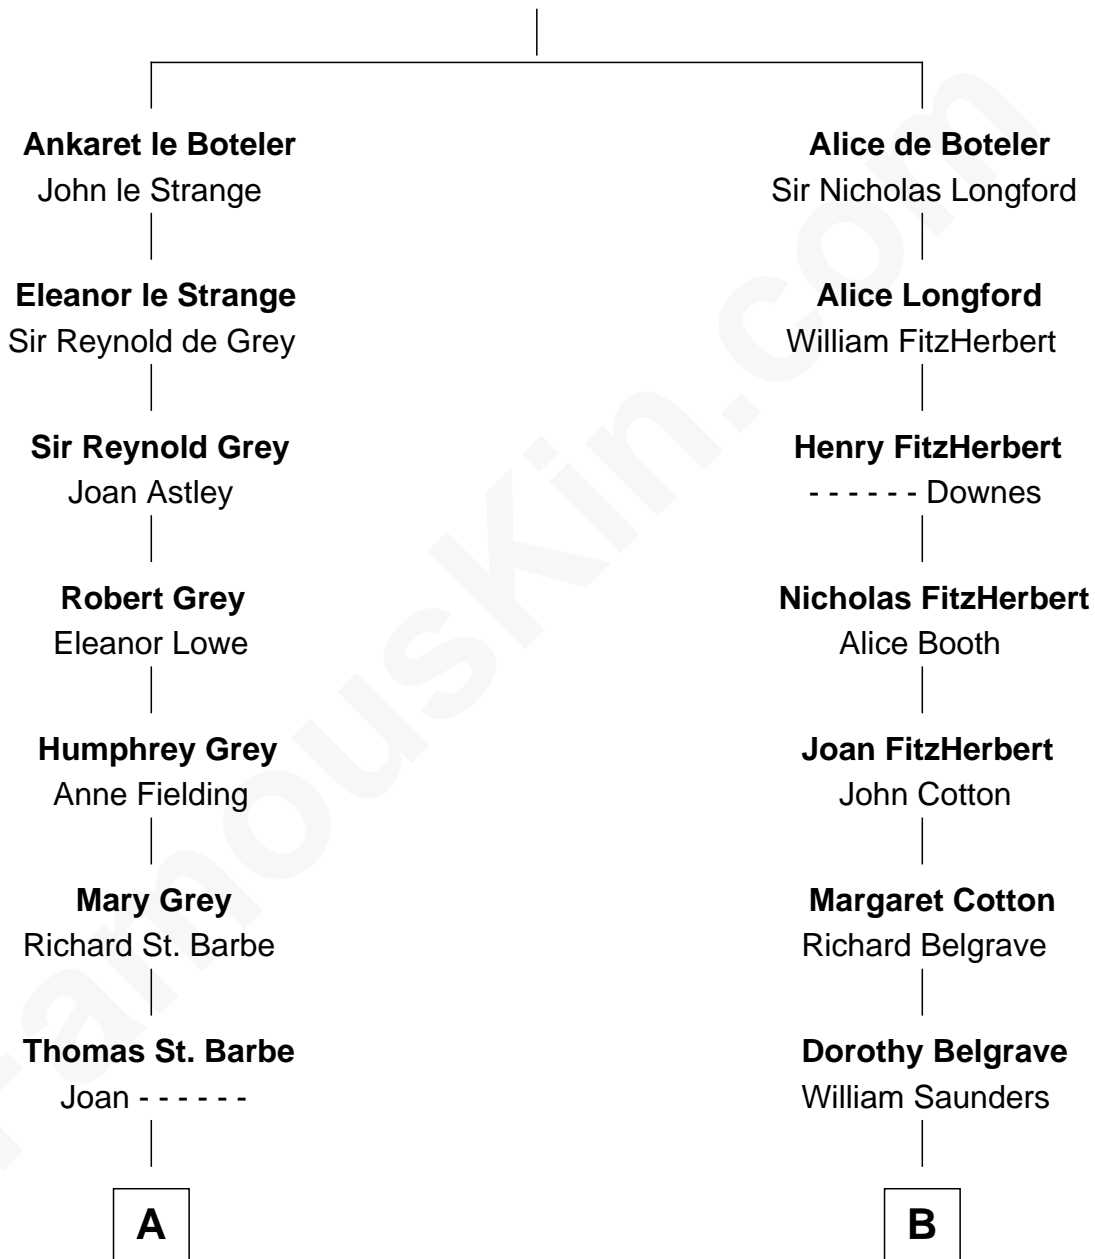 Ankaret le Boteler
John le Strange
Eleanor le Strange
Sir Reynold de Grey
Sir Reynold Grey
Joan Astley
Robert Grey
Eleanor Lowe
Humphrey Grey
Anne Fielding
Mary Grey
Richard St. Barbe
Thomas St. Barbe
Joan - - - - - -
A
Alice de Boteler
Sir Nicholas Longford
Alice Longford
William FitzHerbert
Henry FitzHerbert
- - - - - - Downes
Nicholas FitzHerbert
Alice Booth
Joan FitzHerbert
John Cotton
Margaret Cotton
Richard Belgrave
Dorothy Belgrave
William Saunders
B
FamousKin.com